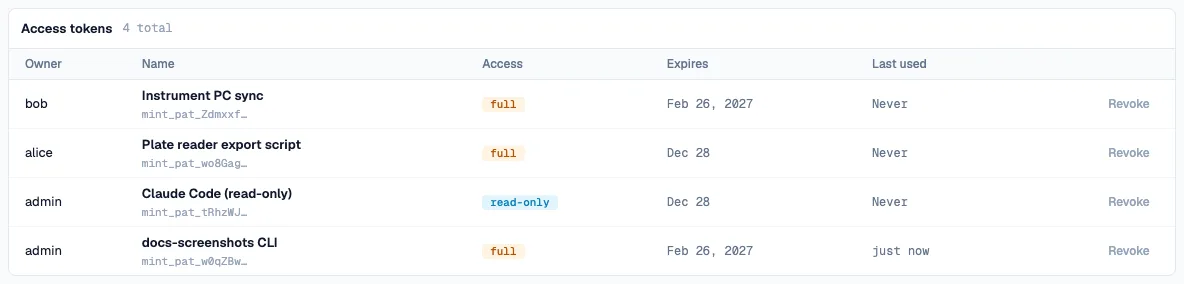 Access tokens 4 total
Owner Name Access Expires Last used
bob Instrument PC sync full Feb 26, 2027 Never Revoke
mint_pat_Zdmxxf…
alice Plate reader export script full Dec 28 Never Revoke
mint_pat_wo8Gag…
admin Claude Code (read-only) read-only Dec 28 Never Revoke
mint_pat_tRhzWJ…
admin docs-screenshots CLI full Feb 26, 2027 just now Revoke
mint_pat_w0qZBw…